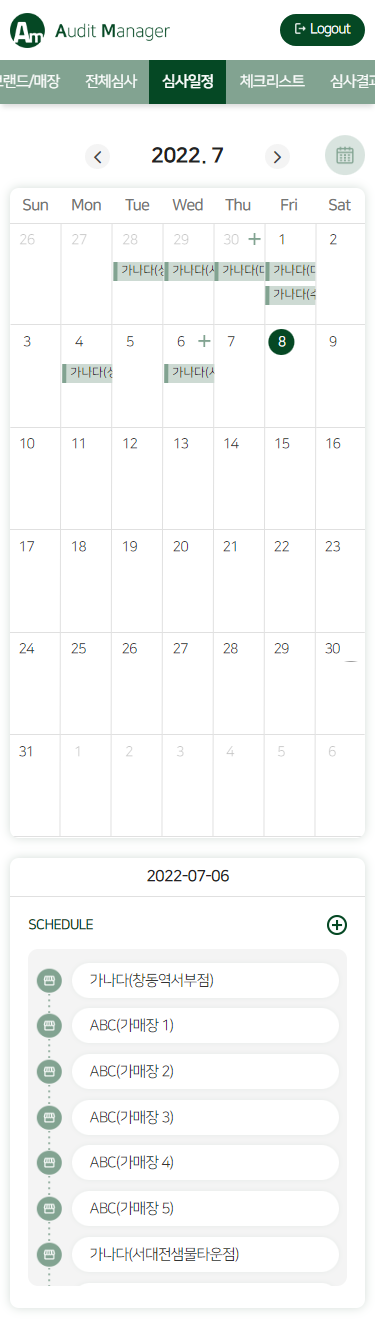 Am Audit Manager Logout
브랜드/매장 전체심사 심사일정 체크리스트 심사결과
2022. 7
Sun Mon Tue Wed Thu Fri Sat
26 27 28 29 30 + 1 2
가나다( 가나다( 가나다( 가나다(
가나다(
3 4 5 6 + 7 8 9
가나다( 가나다(
10 11 12 13 14 15 16
17 18 19 20 21 22 23
24 25 26 27 28 29 30
31 1 2 3 4 5 6
2022-07-06
SCHEDULE
가나다(창동역서부점)
ABC(가매장 1)
ABC(가매장 2)
ABC(가매장 3)
ABC(가매장 4)
ABC(가매장 5)
가나다(서대전샘물타운점)